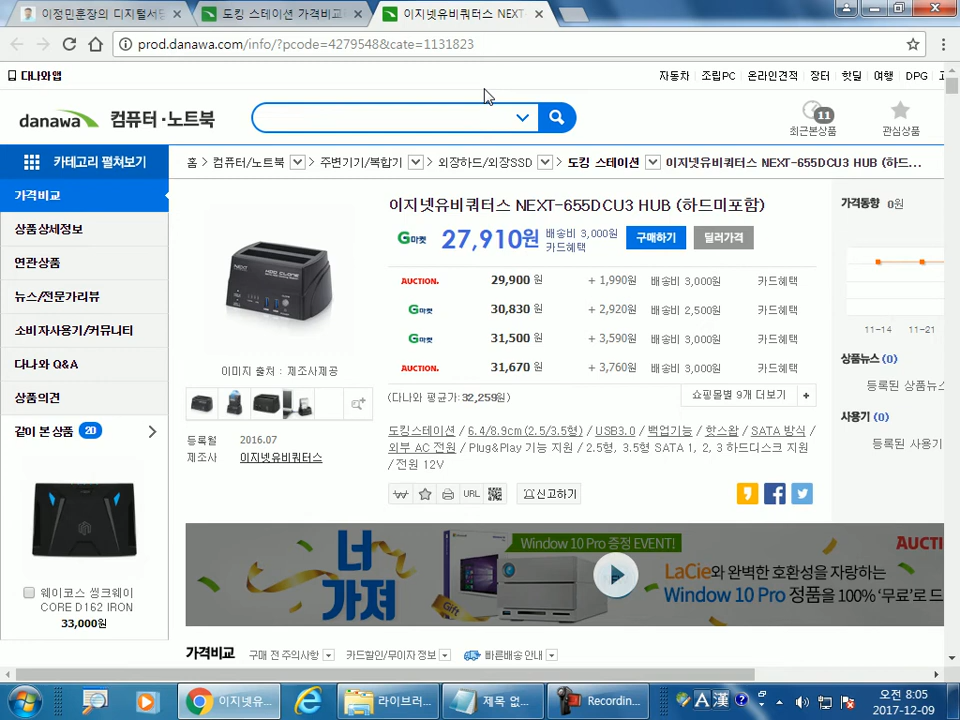 이정민훈장의 디지털서당
도킹 스테이션 가격비교
이지넷유비쿼터스 NEXT
prod.danawa.com/info/?pcode=4279548&cate=1131823
다나와앱
자동차 조립PC 온라인견적 장터 핫딜 여행 DPG
danawa 컴퓨터·노트북
11
최근본상품
관심상품
카테고리 펼쳐보기
홈 > 컴퓨터/노트북 > 주변기기/복합기 > 외장하드/외장SSD > 도킹 스테이션 이지넷유비쿼터스 NEXT-655DCU3 HUB (하드...
가격비교
상품상세정보
연관상품
뉴스/전문가리뷰
소비자사용기/커뮤니티
다나와 Q&A
상품의견
같이 본 상품 20
웨이코스 씽크웨이
CORE D162 IRON
33,000원
NEXT
HDD CLONE
이미지 출처 : 제조사제공
등록월 2016.07
제조사 이지넷유비쿼터스
이지넷유비쿼터스 NEXT-655DCU3 HUB (하드미포함)
G마켓 27,910원 배송비 3,000원
카드혜택
구매하기 딜러가격
AUCTION. 29,900 원 + 1,990원 배송비 3,000원 카드혜택
G마켓 30,830 원 + 2,920원 배송비 2,500원 카드혜택
G마켓 31,500 원 + 3,590원 배송비 3,000원 카드혜택
AUCTION. 31,670 원 + 3,760원 배송비 3,000원 카드혜택
(다나와 평균가: 32,259원)
쇼핑몰별 9개 더보기 +
도킹스테이션 / 6.4/8.9cm(2.5/3.5형) / USB3.0 / 백업기능 / 핫스왑 / SATA 방식 /
외부 AC 전원 / Plug&Play 기능 지원 / 2.5형, 3.5형 SATA 1, 2, 3 하드디스크 지원
/ 전원 12V
URL
신고하기
가격동향 0원
11-14 11-21
상품뉴스 (0)
등록된 상품뉴스
사용기 (0)
등록된 사용기
너
가져
Gift
Window 10 Pro 증정 EVENT!
AUCTI
LaCie와 완벽한 호환성을 자랑하는
Window 10 Pro 정품을 100% '무료'로 드
가격비교 구매 전 주의사항 카드할인/무이자 정보 빠른배송 안내
이지넷유...
라이브러...
제목 없...
Recordin...
A 漢
오전 8:05
2017-12-09